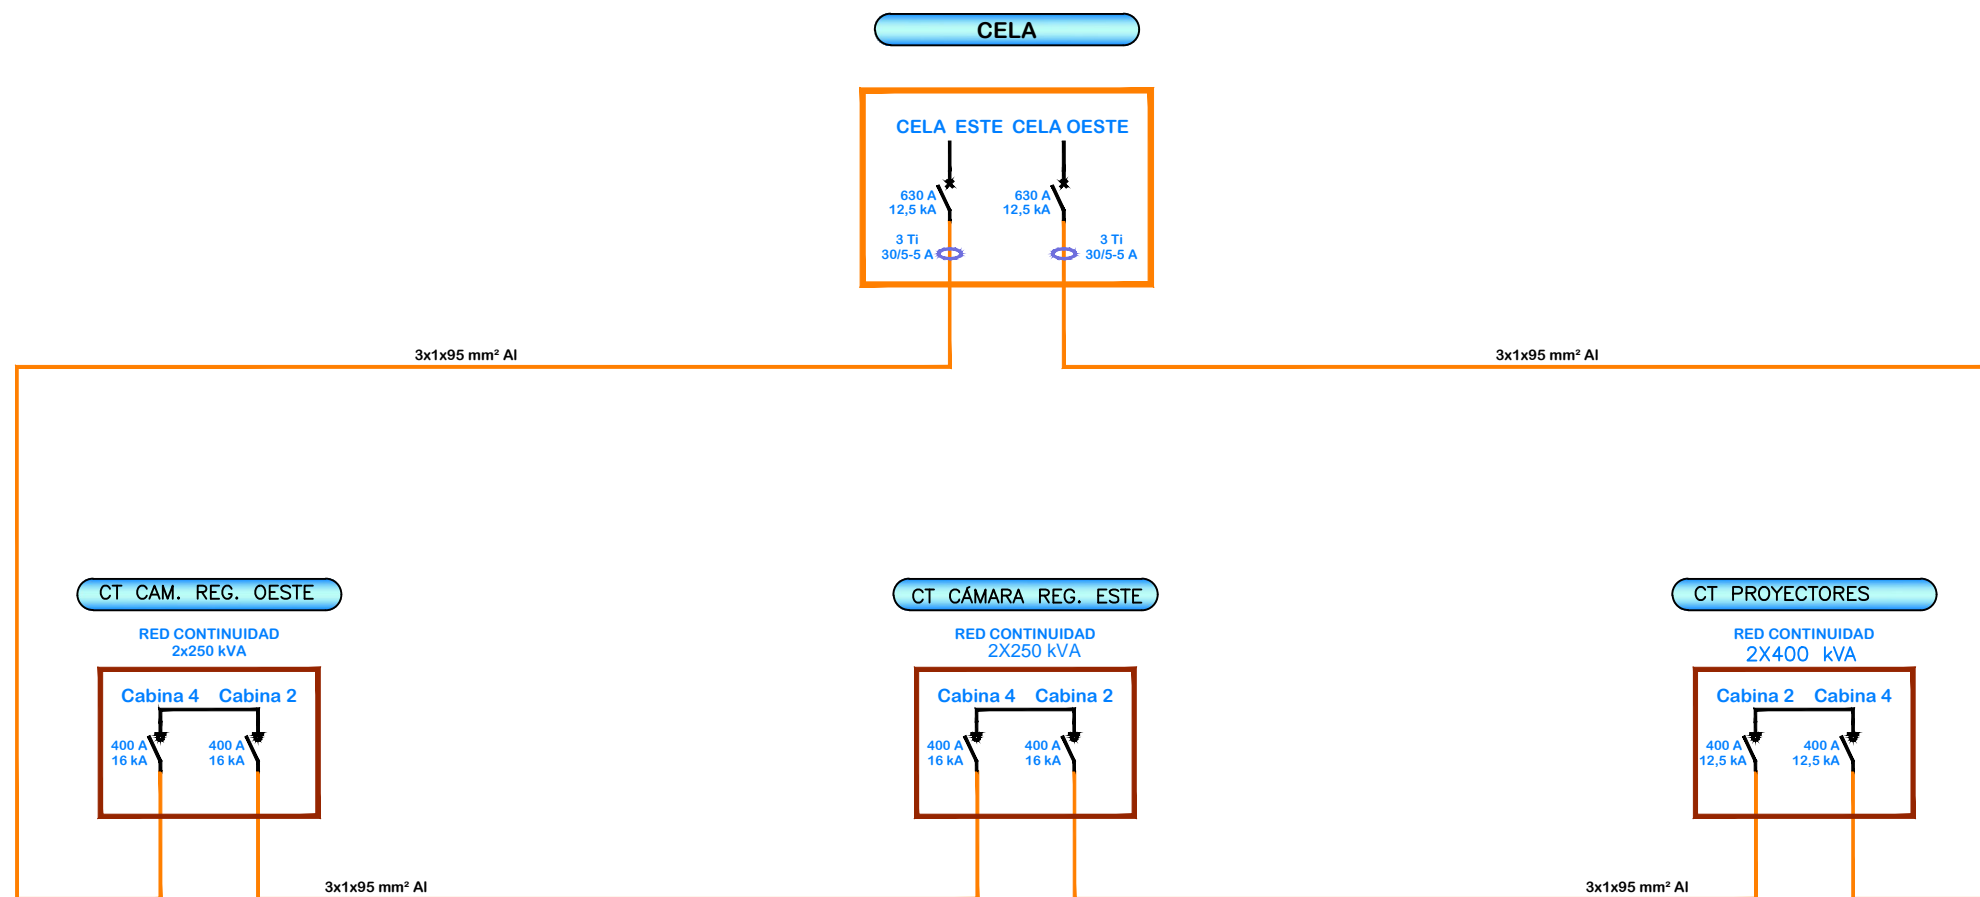 CELA
CELA ESTE CELA OESTE
630 A
12,5 kA
630 A
12,5 kA
3 Ti
30/5-5 A
3 Ti
30/5-5 A
3x1x95 mm² Al
3x1x95 mm² Al
CT CAM. REG. OESTE
RED CONTINUIDAD
2x250 kVA
Cabina 4 Cabina 2
400 A
16 kA
400 A
16 kA
CT CÁMARA REG. ESTE
RED CONTINUIDAD
2X250 kVA
Cabina 4 Cabina 2
400 A
16 kA
400 A
16 kA
CT PROYECTORES
RED CONTINUIDAD
2X400 kVA
Cabina 2 Cabina 4
400 A
12,5 kA
400 A
12,5 kA
3x1x95 mm² Al
3x1x95 mm² Al